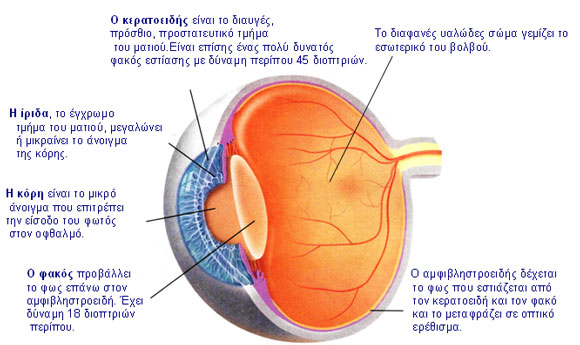 Ο κερατοειδής είναι το διαυγές,
πρόσθιο, προστατευτικό τμήμα
του ματιού.Είναι επίσης ένας πολύ δυνατός
φακός εστίασης με δύναμη περίπου 45 διοπτριών.
Το διαφανές υαλώδες σώμα γεμίζει το
εσωτερικό του βολβού.
Η ίριδα, το έγχρωμο
τμήμα του ματιού, μεγαλώνει
ή μικραίνει το άνοιγμα
της κόρης.
Η κόρη είναι το μικρό
άνοιγμα που επιτρέπει
την είσοδο του φωτός
στον οφθαλμό.
Ο φακός προβάλλει
το φως επάνω στον
αμφιβληστροειδή. Έχει
δύναμη 18 διοπτριών
περίπου.
Ο αμφιβληστροειδής δέχεται
το φως που εστιάζεται από
τον κερατοειδή και τον φακό
και το μεταφράζει σε οπτικό
ερέθισμα.